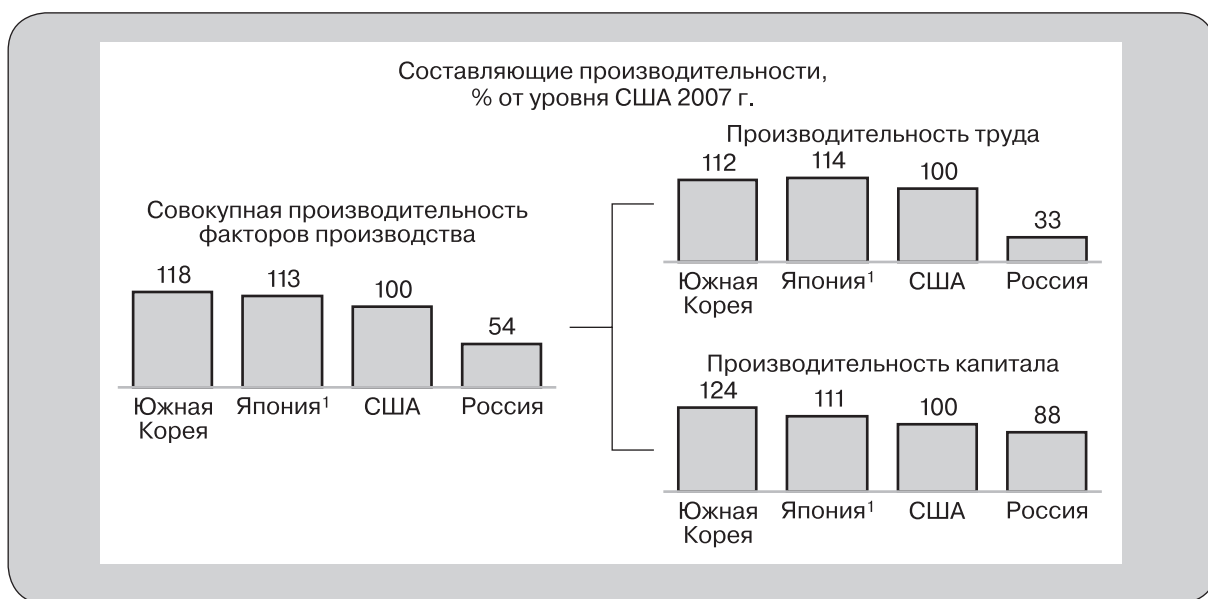 Составляющие производительности,
% от уровня США 2007 г.
Совокупная производительность
факторов производства
118 113 100 54
Южная Япония¹ США Россия
Корея
Производительность труда
112 114 100 33
Южная Япония¹ США Россия
Корея
Производительность капитала
124 111 100 88
Южная Япония¹ США Россия
Корея